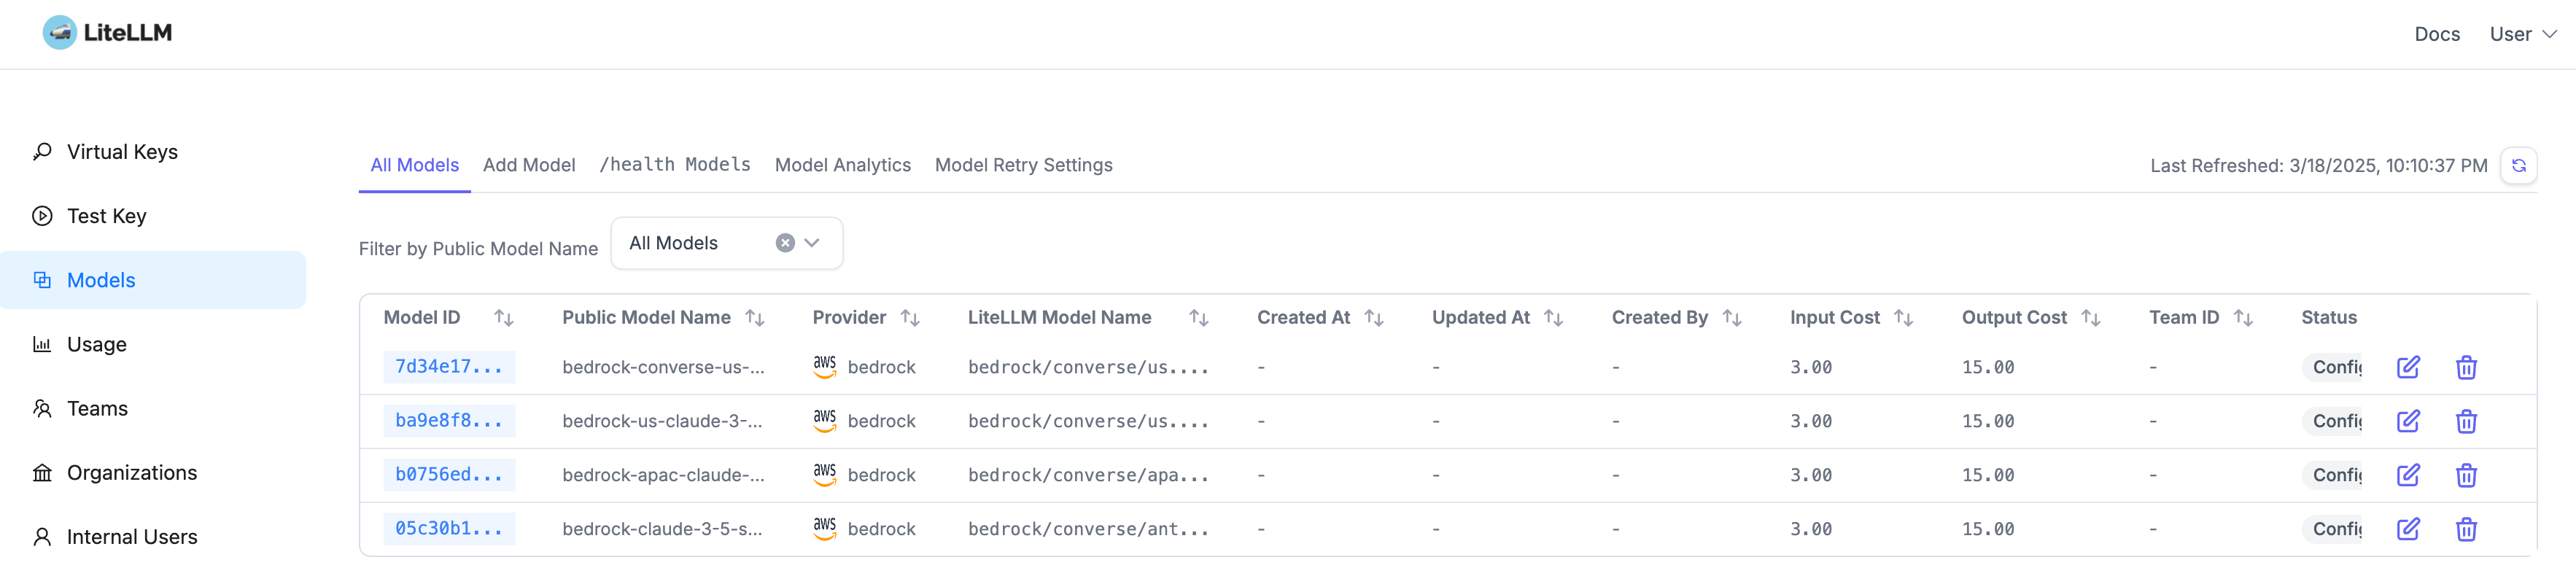 LiteLLM
Docs User
Virtual Keys
Test Key
Models
Usage
Teams
Organizations
Internal Users
All Models Add Model /health Models Model Analytics Model Retry Settings Last Refreshed: 3/18/2025, 10:10:37 PM
Filter by Public Model Name All Models
Model ID Public Model Name Provider LiteLLM Model Name Created At Updated At Created By Input Cost Output Cost Team ID Status
7d34e17... bedrock-converse-us-... aws bedrock bedrock/converse/us.... - - - 3.00 15.00 - Config
ba9e8f8... bedrock-us-claude-3-... aws bedrock bedrock/converse/us.... - - - 3.00 15.00 - Config
b0756ed... bedrock-apac-claude-... aws bedrock bedrock/converse/apa... - - - 3.00 15.00 - Config
05c30b1... bedrock-claude-3-5-s... aws bedrock bedrock/converse/ant... - - - 3.00 15.00 - Config